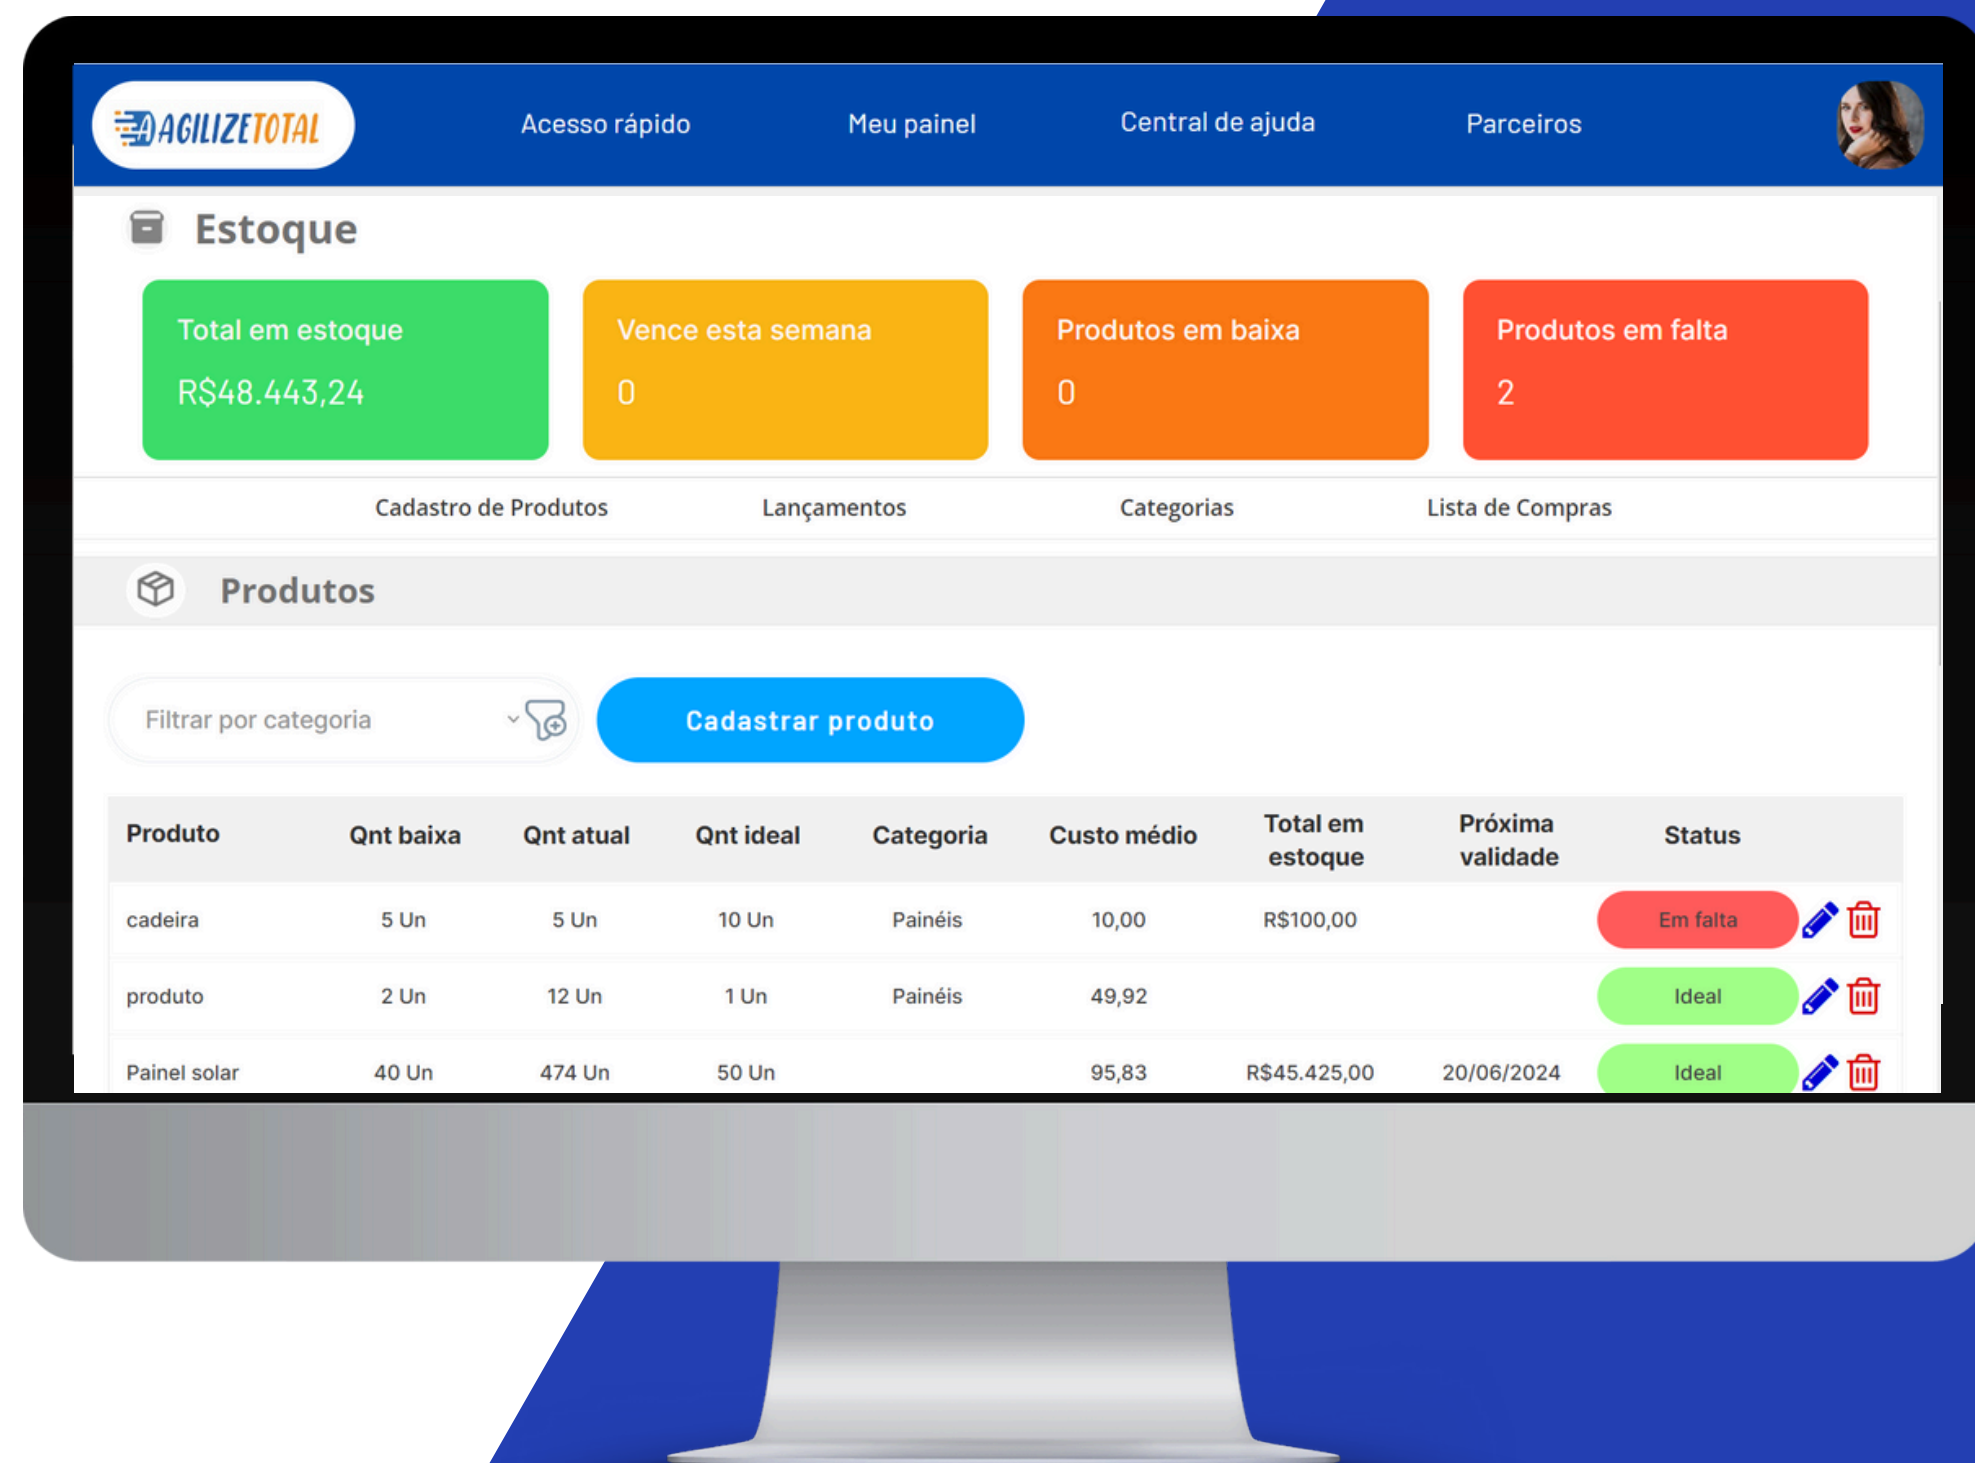 AGILIZETOTAL
Acesso rápido
Meu painel
Central de ajuda
Parceiros
Estoque
Total em estoque
R$48.443,24
Vence esta semana
0
Produtos em baixa
0
Produtos em falta
2
Cadastro de Produtos
Lançamentos
Categorias
Lista de Compras
Produtos
Filtrar por categoria
Cadastrar produto
Produto Qnt baixa Qnt atual Qnt ideal Categoria Custo médio Total em estoque Próxima validade Status
cadeira 5 Un 5 Un 10 Un Painéis 10,00 R$100,00 Em falta
produto 2 Un 12 Un 1 Un Painéis 49,92 Ideal
Painel solar 40 Un 474 Un 50 Un 95,83 R$45.425,00 20/06/2024 Ideal